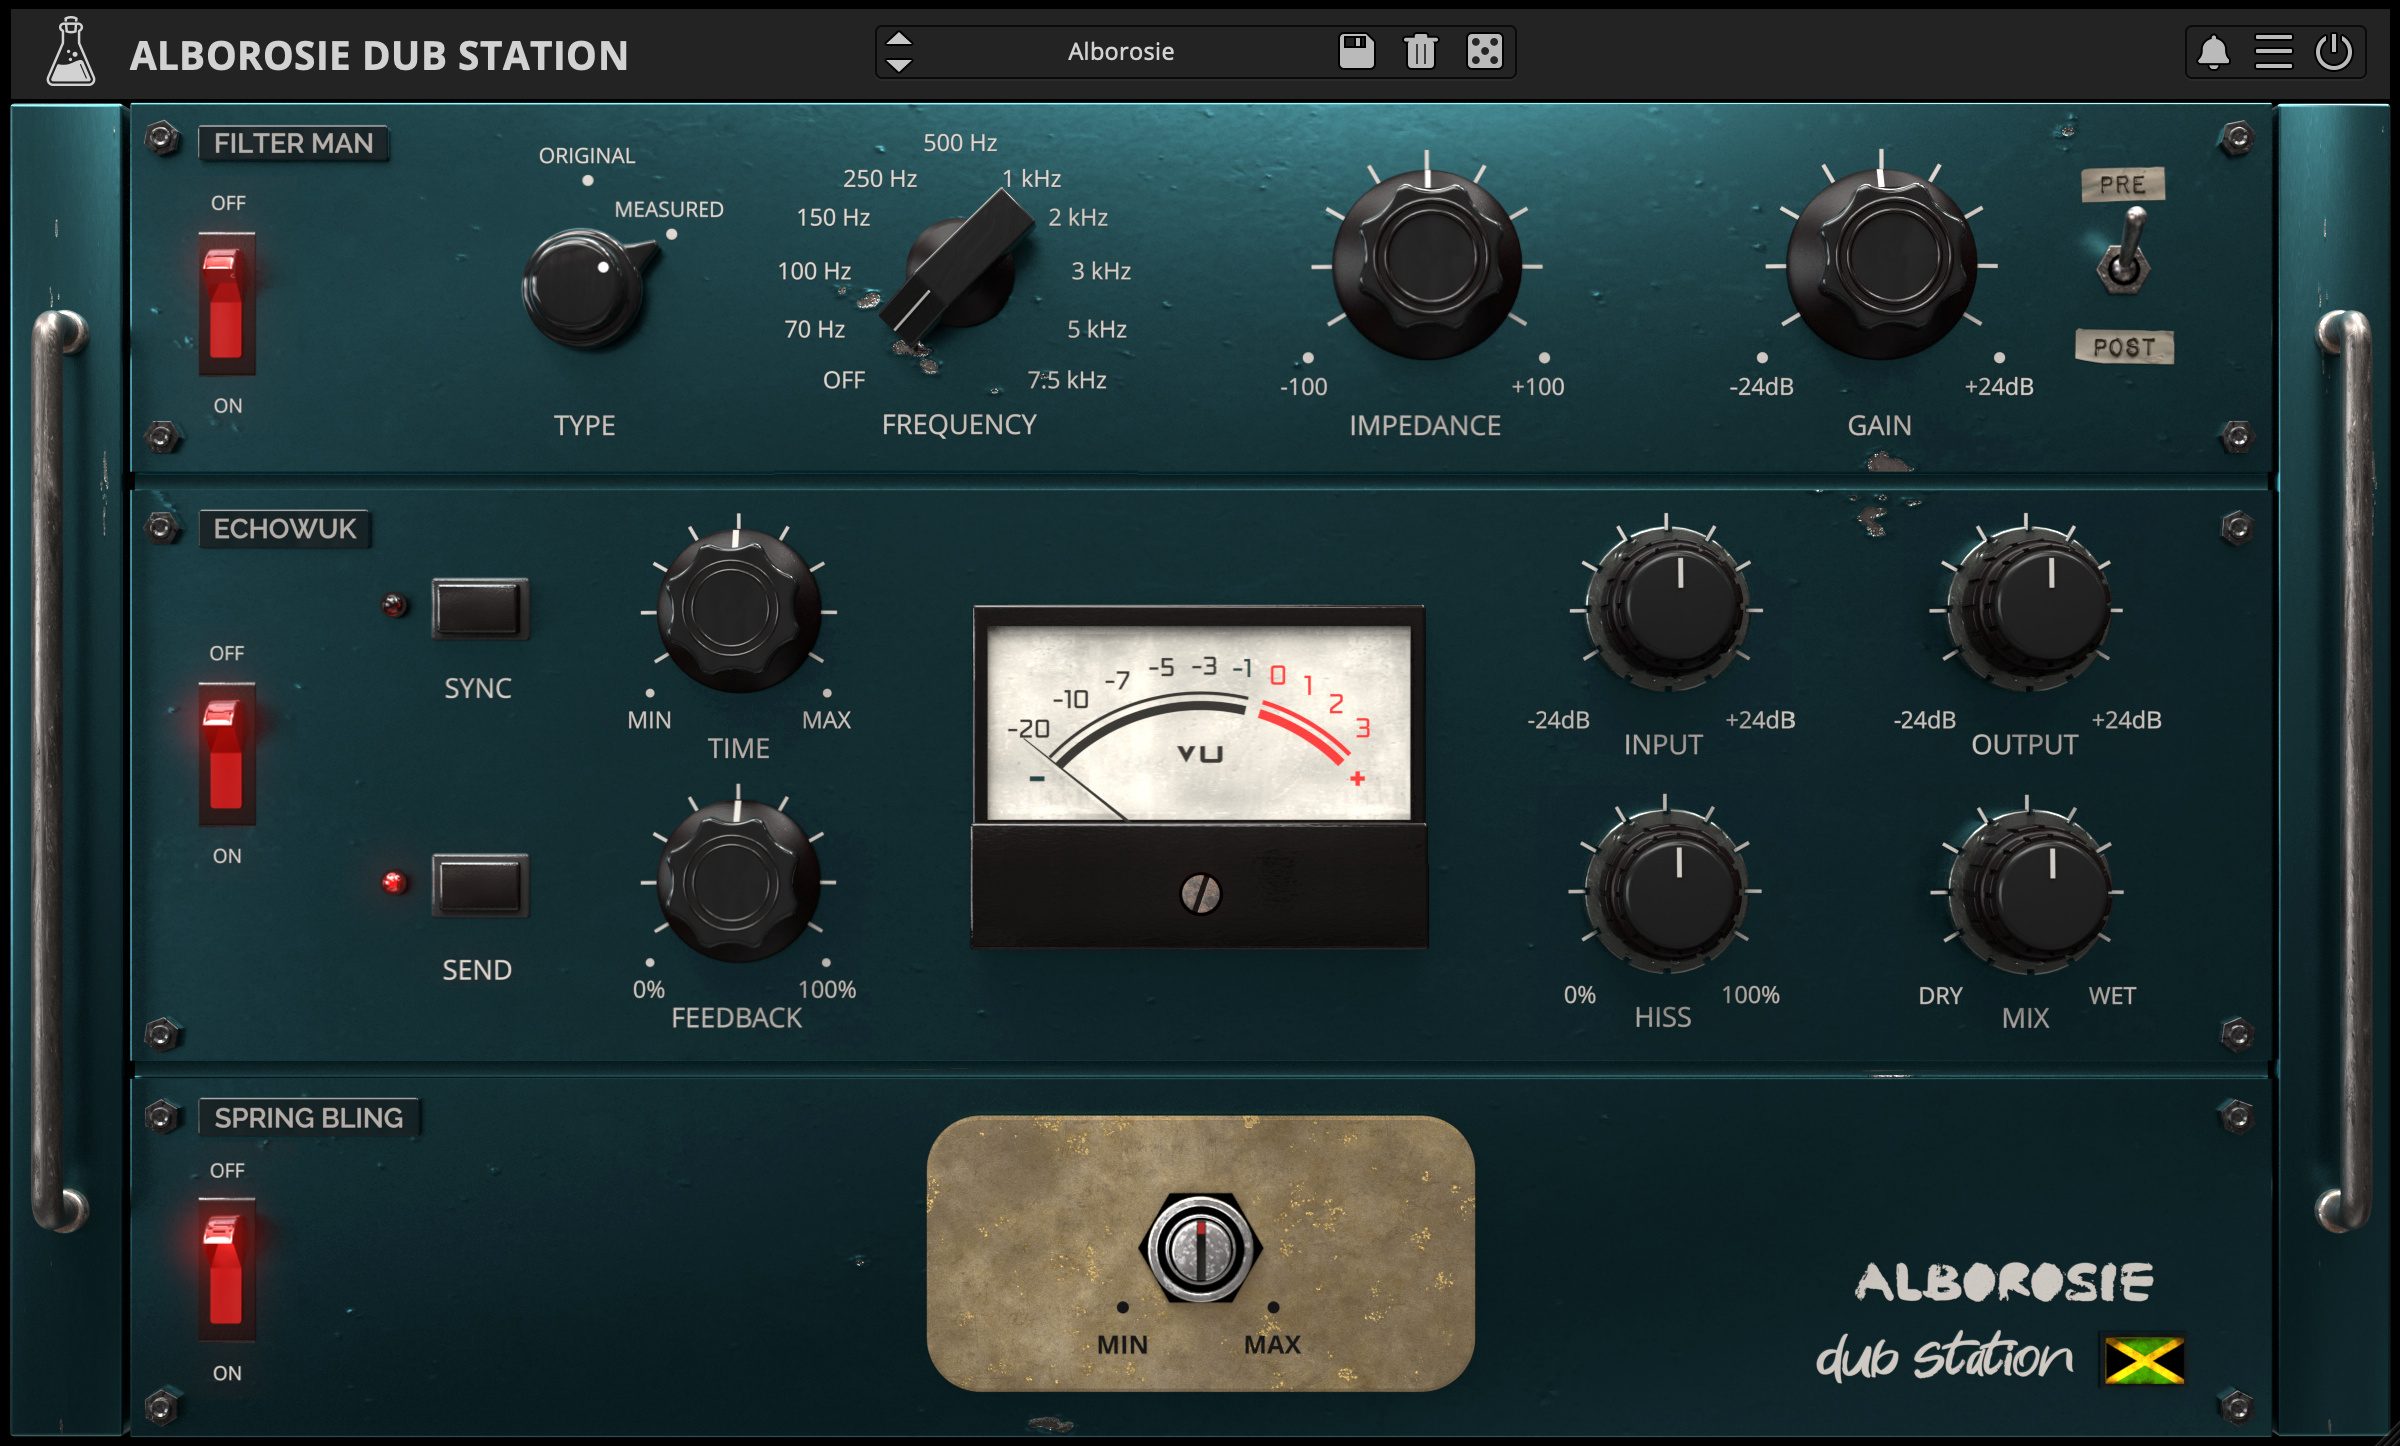 ALBOROSIE DUB STATION
Alborosie
FILTER MAN
OFF
ON
ORIGINAL
MEASURED
TYPE
500 Hz
250 Hz
1 kHz
150 Hz
2 kHz
100 Hz
3 kHz
70 Hz
5 kHz
OFF
7.5 kHz
FREQUENCY
-100
+100
IMPEDANCE
-24dB
+24dB
GAIN
PRE
POST
ECHOWUK
OFF
ON
SYNC
SEND
MIN
MAX
TIME
0%
100%
FEEDBACK
-20 -10 -7 -5 -3 -1 0 1 2 3
- +
VU
-24dB
+24dB
INPUT
-24dB
+24dB
OUTPUT
0%
100%
HISS
DRY
WET
MIX
SPRING BLING
OFF
ON
MIN
MAX
ALBOROSIE
dub station